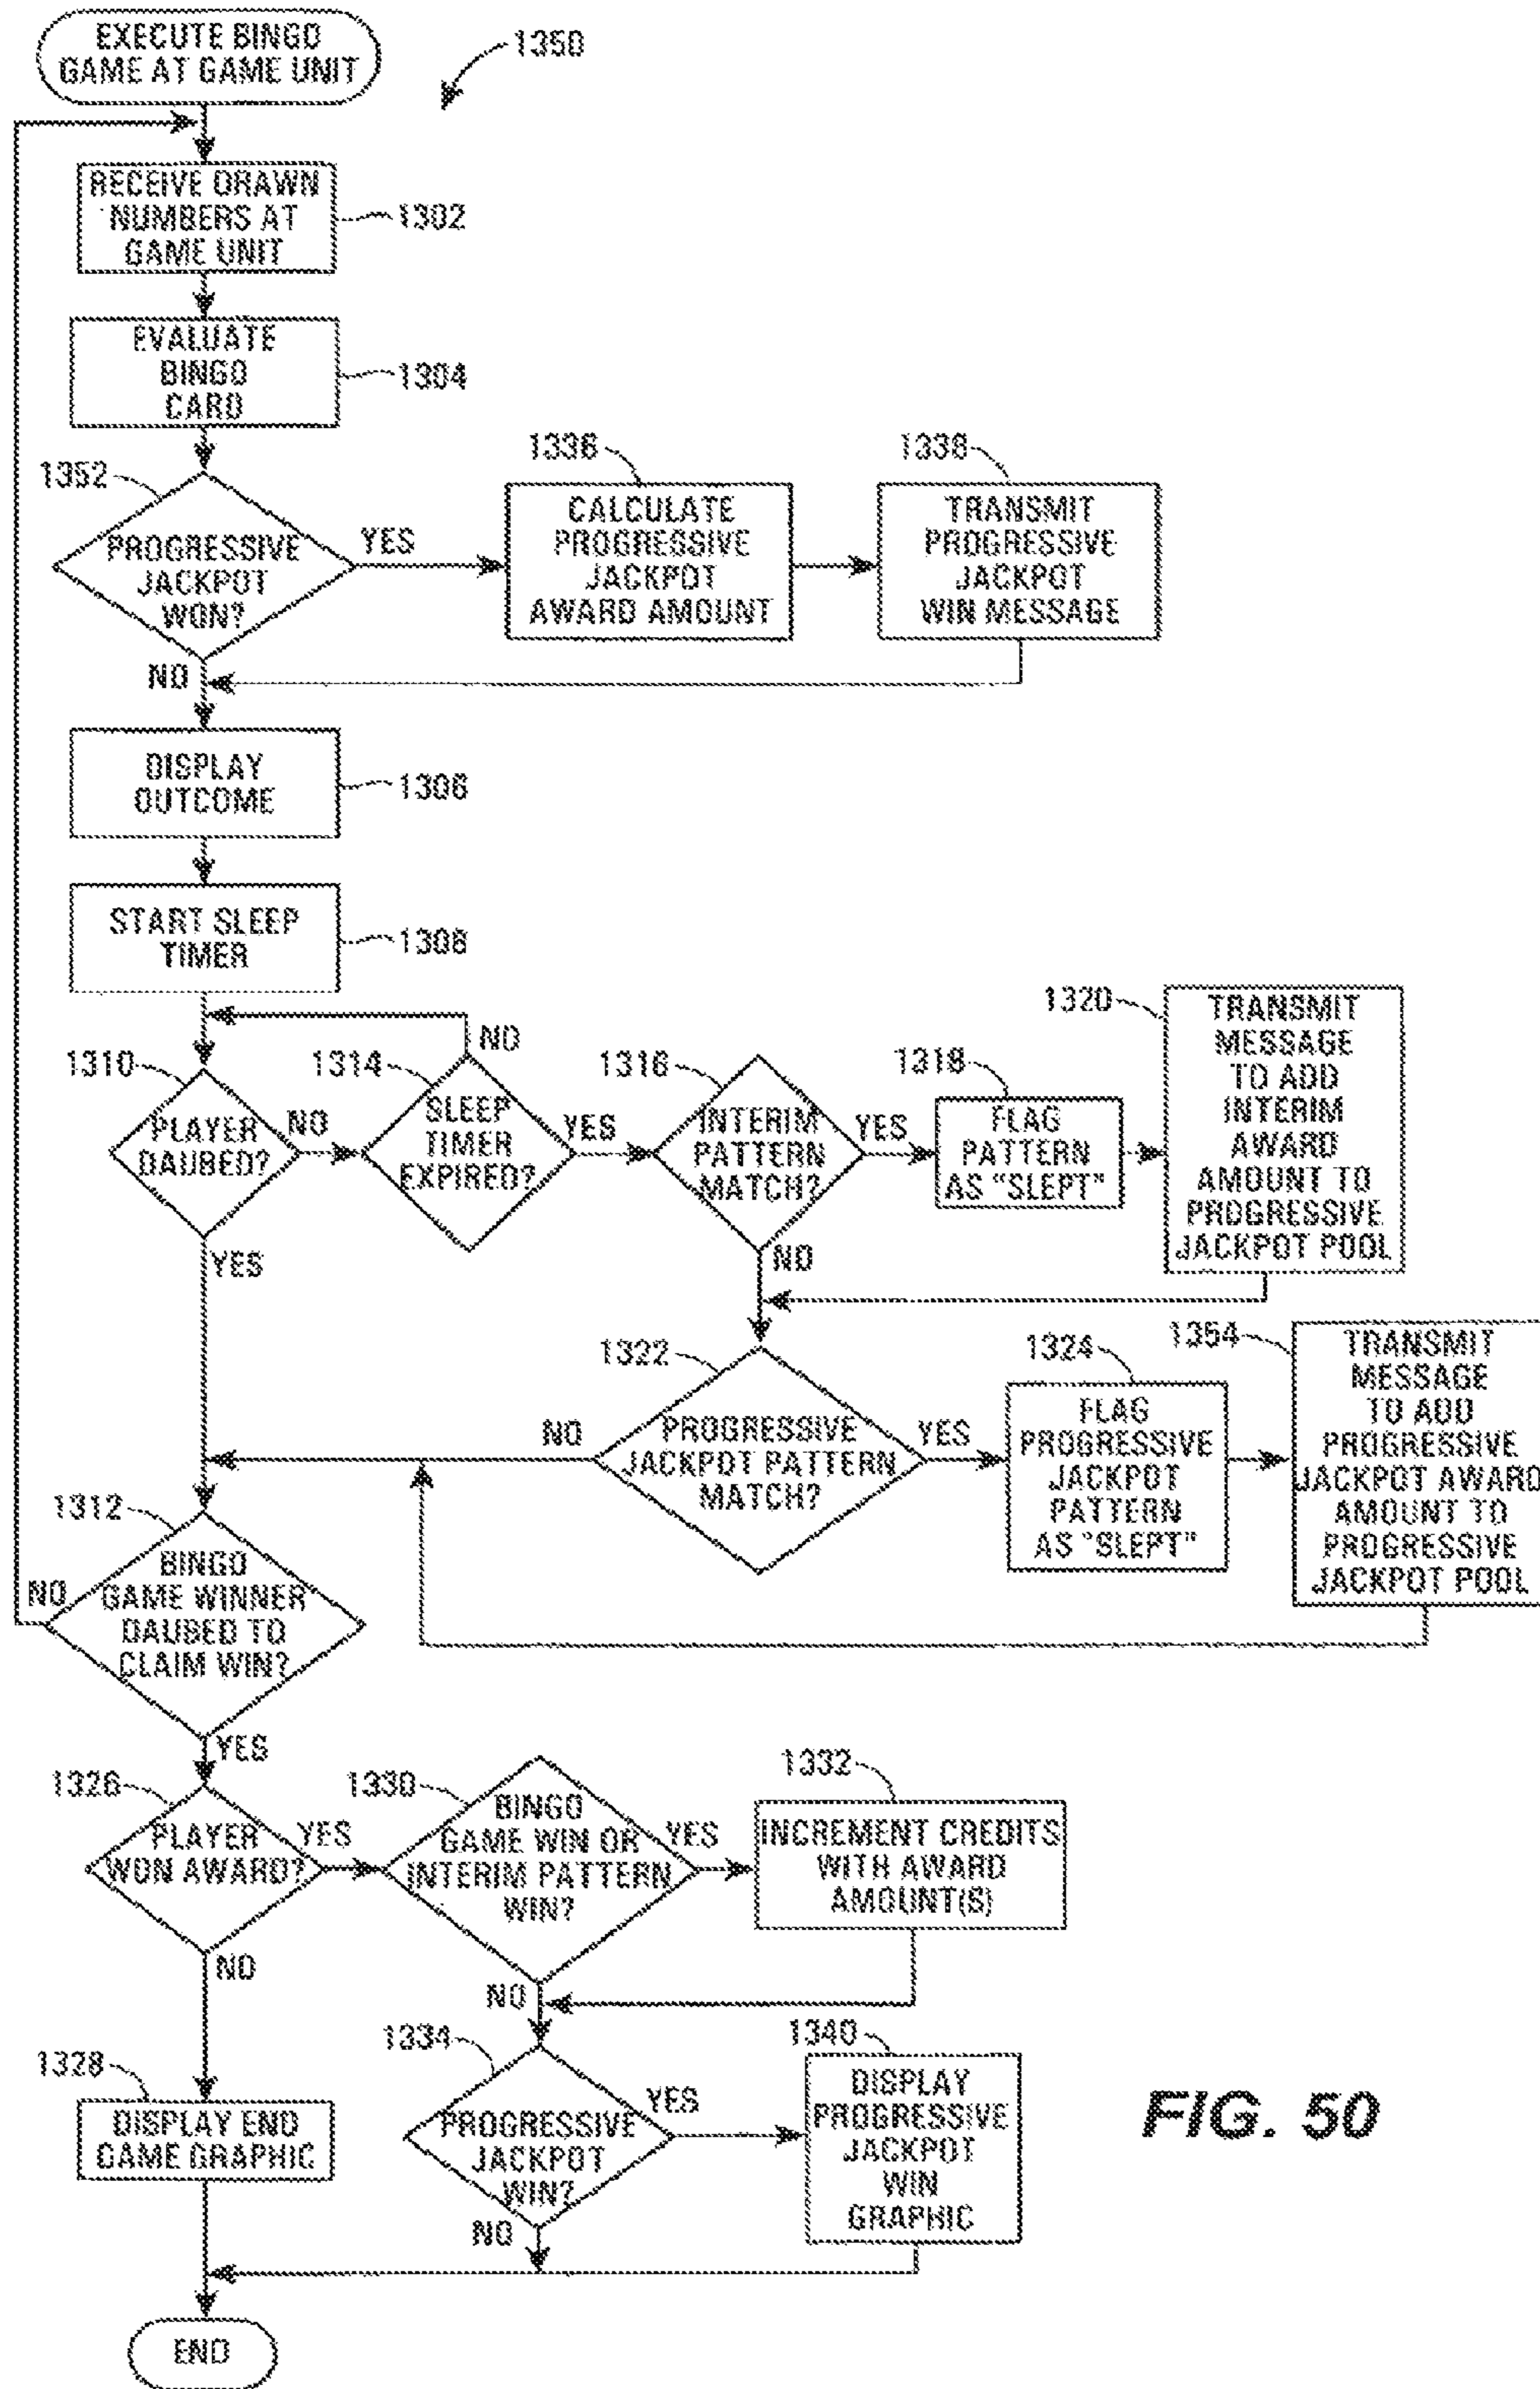 EXECUTE BINGO
GAME AT GAME UNIT
1350
RECEIVE DRAWN
NUMBERS AT
GAME UNIT
1302
EVALUATE
BINGO
CARD
1304
1352
PROGRESSIVE
JACKPOT
WON?
YES
NO
1336
CALCULATE
PROGRESSIVE
JACKPOT
AWARD AMOUNT
1338
TRANSMIT
PROGRESSIVE
JACKPOT
WIN MESSAGE
DISPLAY
OUTCOME
1306
START SLEEP
TIMER
1308
1310
PLAYER
DAUBED?
NO
YES
1314
SLEEP
TIMER
EXPIRED?
NO
YES
1316
INTERIM
PATTERN
MATCH?
YES
NO
1318
FLAG
PATTERN
AS "SLEPT"
1320
TRANSMIT
MESSAGE
TO ADD
INTERIM
AWARD
AMOUNT TO
PROGRESSIVE
JACKPOT POOL
1322
PROGRESSIVE
JACKPOT PATTERN
MATCH?
NO
YES
1324
FLAG
PROGRESSIVE
JACKPOT
PATTERN
AS "SLEPT"
1354
TRANSMIT
MESSAGE
TO ADD
PROGRESSIVE
JACKPOT AWARD
AMOUNT TO
PROGRESSIVE
JACKPOT POOL
1312
BINGO
GAME WINNER
DAUBED TO
CLAIM WIN?
NO
YES
1326
PLAYER
WON AWARD?
YES
NO
1330
BINGO
GAME WIN OR
INTERIM PATTERN
WIN?
YES
NO
1332
INCREMENT CREDITS
WITH AWARD
AMOUNT(S)
1328
DISPLAY END
GAME GRAPHIC
1334
PROGRESSIVE
JACKPOT
WIN?
YES
NO
1340
DISPLAY
PROGRESSIVE
JACKPOT
WIN
GRAPHIC
END
FIG. 50